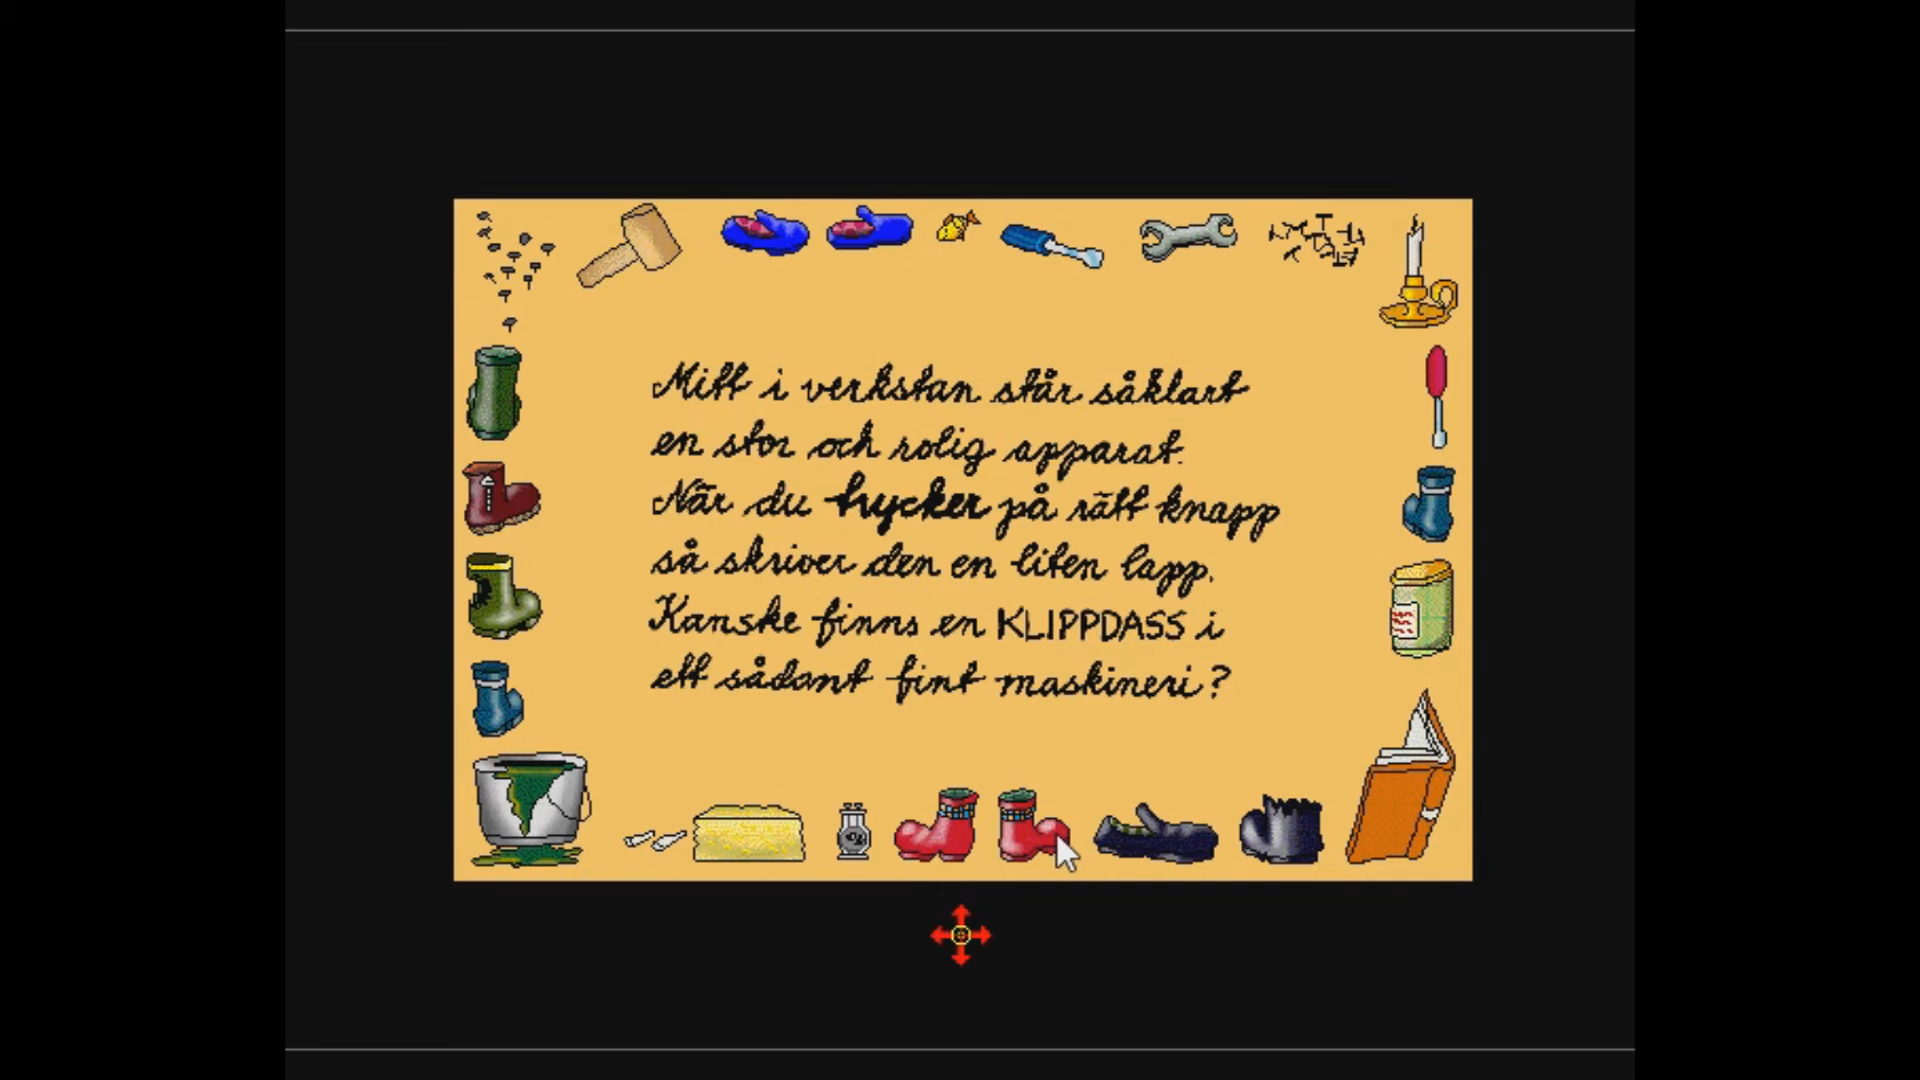 Mitt i verkstan står såklart
en stor och rolig apparat.
När du trycker på rätt knapp
så skriver den en liten lapp.
Kanske finns en KLIPPDASS i
ett sådant fint maskineri?